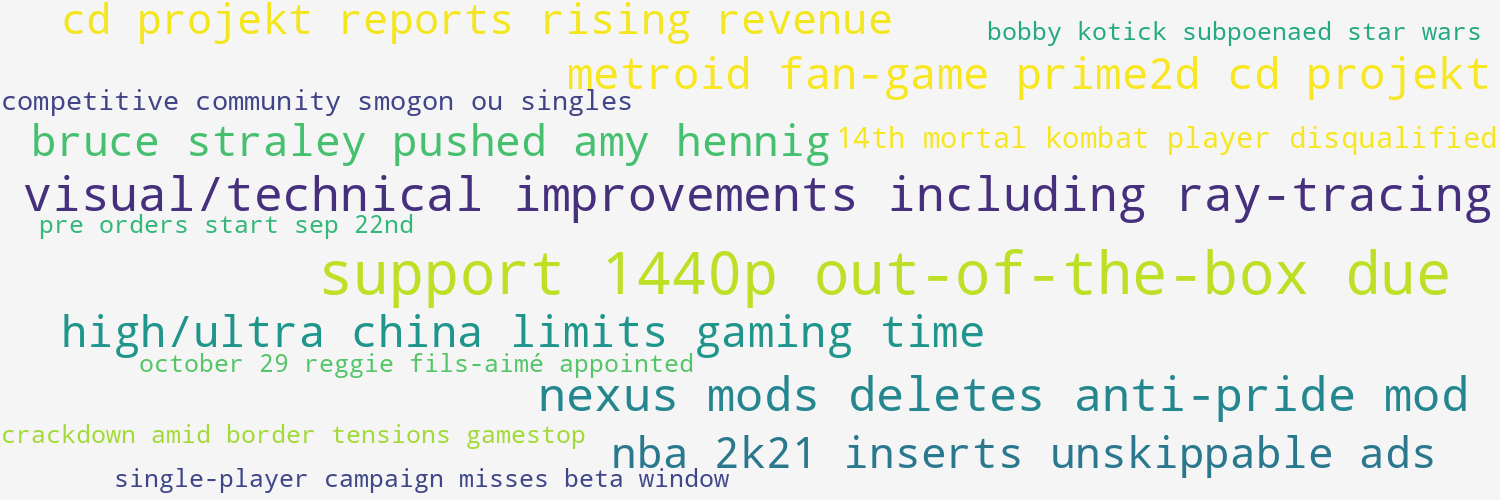 cd projekt reports rising revenue
bobby kotick subpoenaed star wars
metroid fan-game prime2d cd projekt
competitive community smogon ou singles
bruce straley pushed amy hennig
14th mortal kombat player disqualified
visual/technical improvements including ray-tracing
pre orders start sep 22nd
support 1440p out-of-the-box due
high/ultra china limits gaming time
october 29 reggie fils-aimé appointed
nexus mods deletes anti-pride mod
crackdown amid border tensions gamestop
nba 2k21 inserts unskippable ads
single-player campaign misses beta window